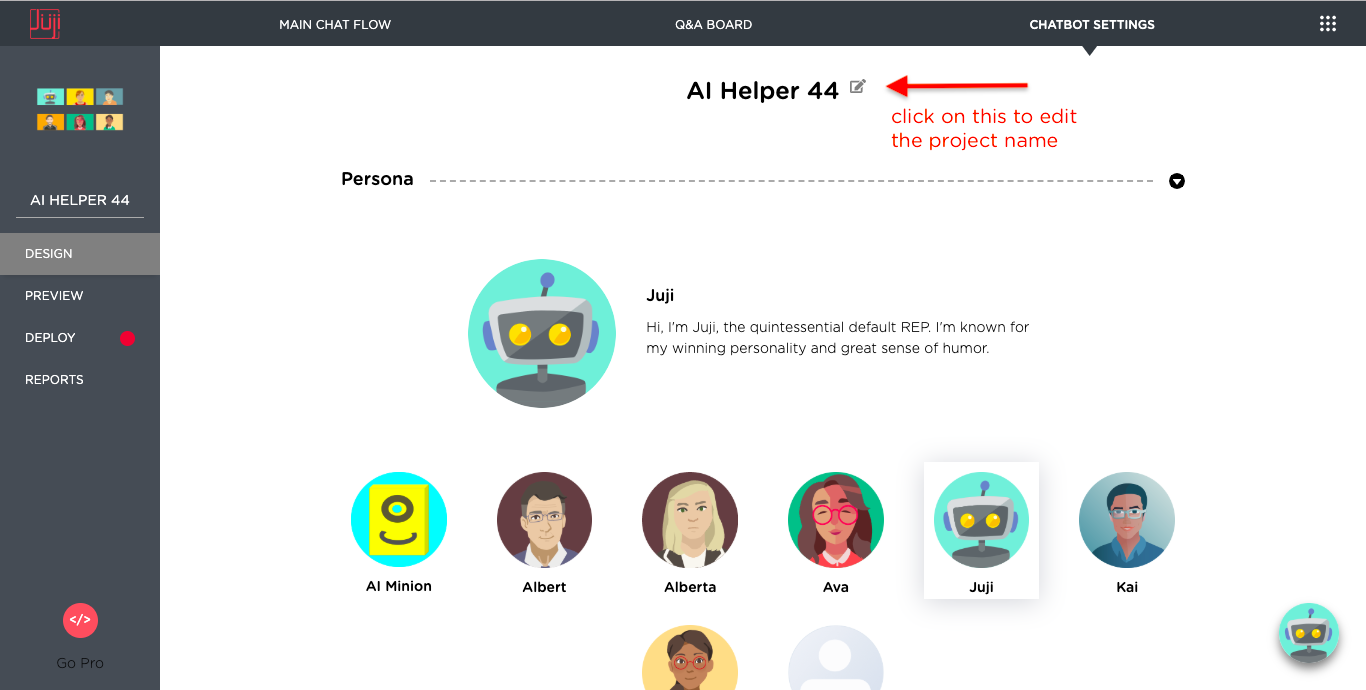 Juji
MAIN CHAT FLOW
Q&A BOARD
CHATBOT SETTINGS
AI HELPER 44
DESIGN
PREVIEW
DEPLOY
REPORTS
</>
Go Pro
AI Helper 44
click on this to edit
the project name
Persona
Juji
Hi, I'm Juji, the quintessential default REP. I'm known for
my winning personality and great sense of humor.
AI Minion
Albert
Alberta
Ava
Juji
Kai